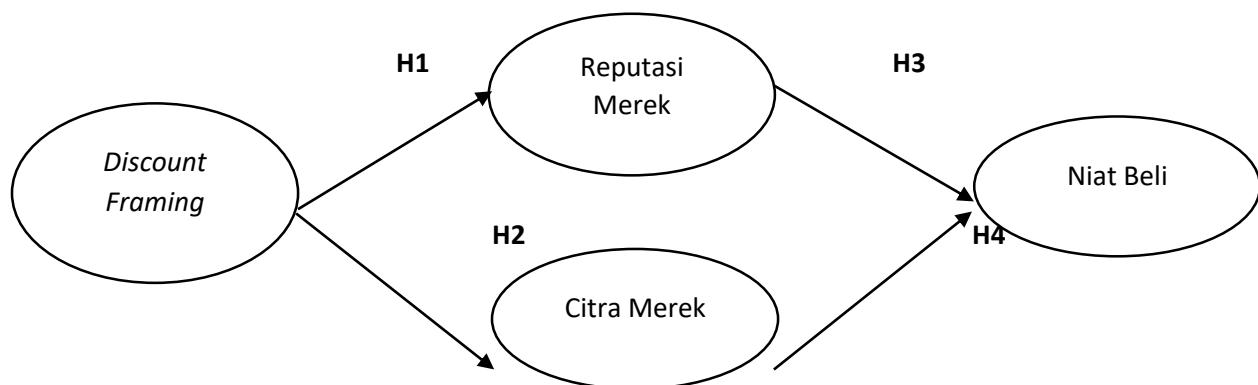 H1
Reputasi
Merek
H3
Discount
Framing
Niat Beli
H2
H4
Citra Merek